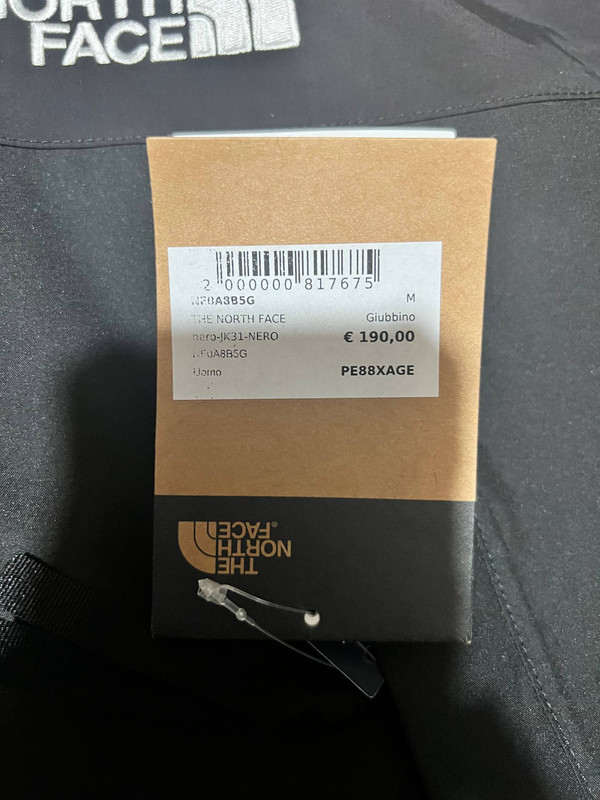 NORTH
FACE
2 000000 817675
NF0A8B5G M
THE NORTH FACE Giubbino
nero-JK31-NERO € 190,00
NF0A8B5G
Uomo PE88XAGE
THE
NORTH
FACE®